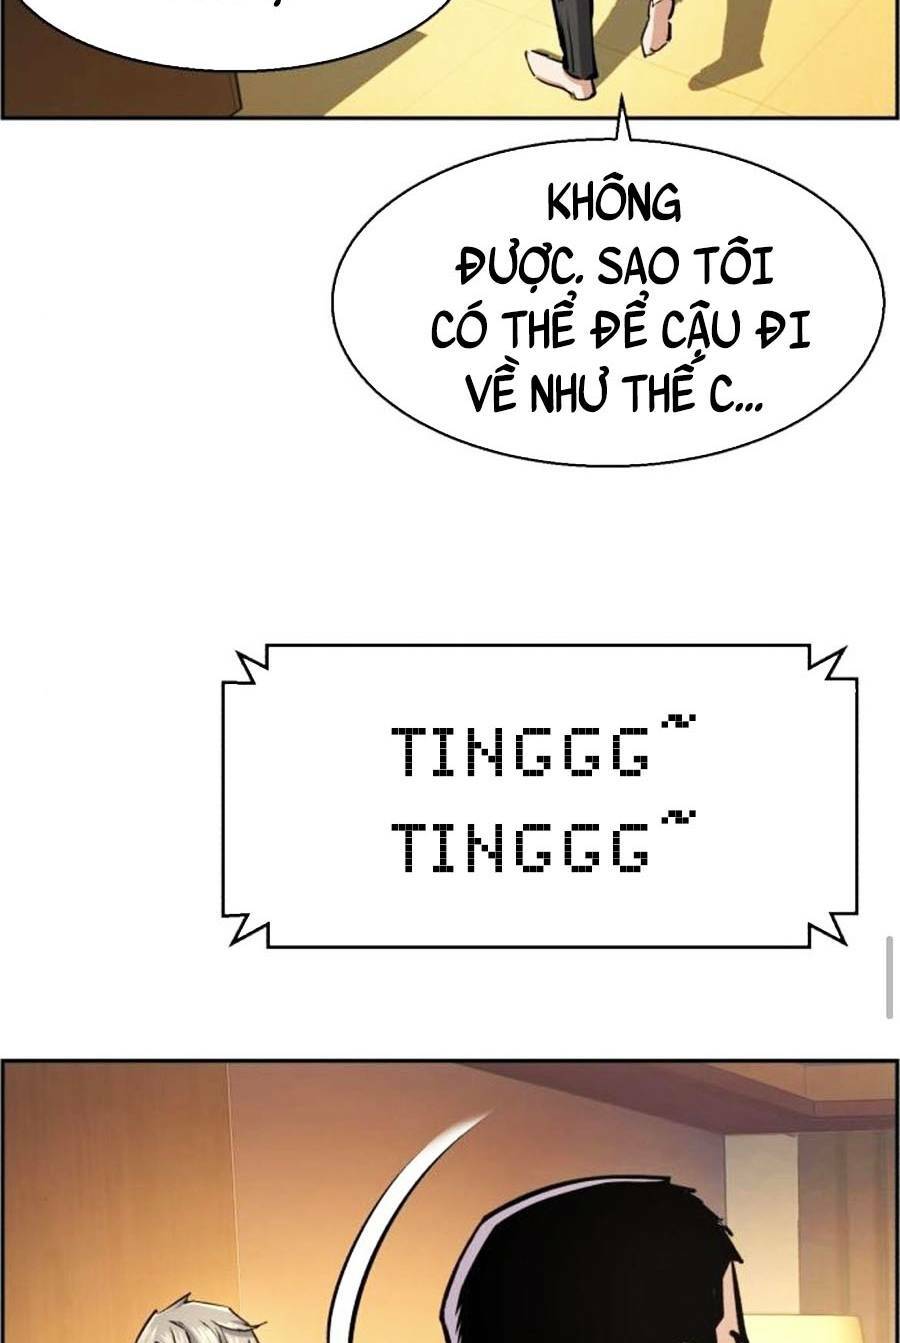 KHÔNG
ĐƯỢC. SAO TÔI
CÓ THỂ ĐỂ CẬU ĐI
VỀ NHƯ THẾ C...
TINGGG~
TINGGG~